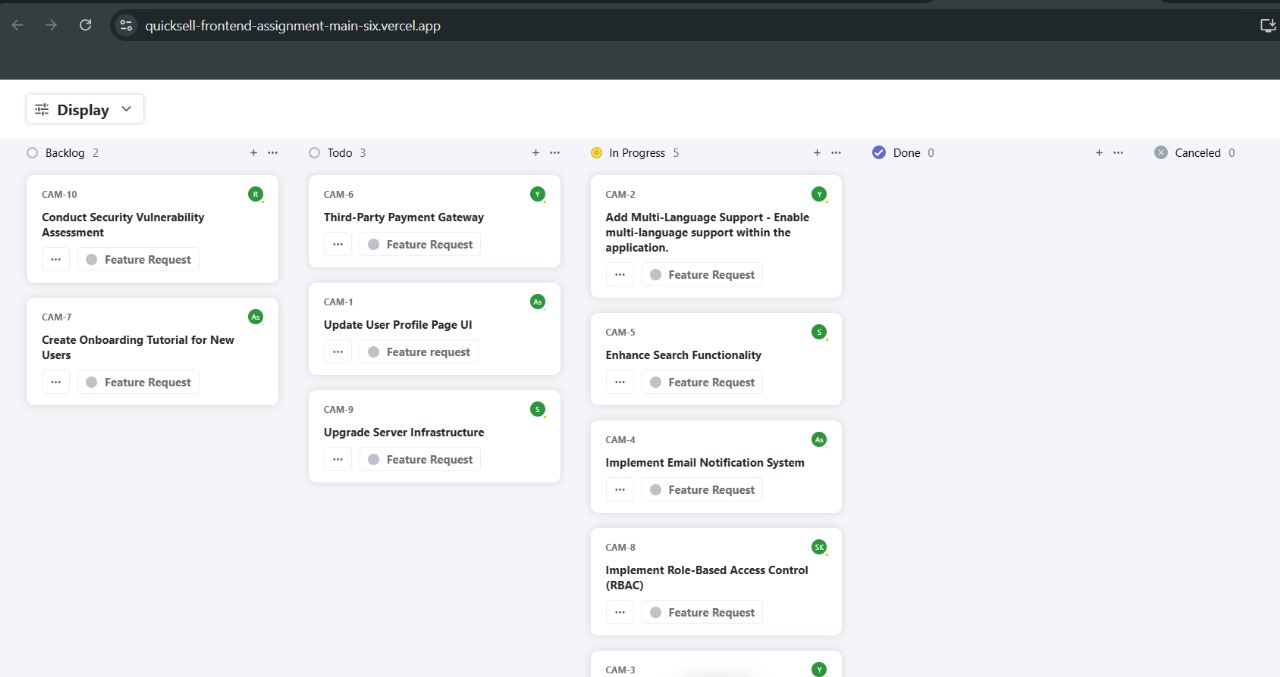 quicksell-frontend-assignment-main-six.vercel.app
Display
Backlog 2
CAM-10
R
Conduct Security Vulnerability
Assessment
Feature Request
CAM-7
As
Create Onboarding Tutorial for New
Users
Feature Request
Todo 3
CAM-6
Y
Third-Party Payment Gateway
Feature Request
CAM-1
As
Update User Profile Page UI
Feature request
CAM-9
S
Upgrade Server Infrastructure
Feature Request
In Progress 5
CAM-2
Y
Add Multi-Language Support - Enable
multi-language support within the
application.
Feature Request
CAM-5
S
Enhance Search Functionality
Feature Request
CAM-4
As
Implement Email Notification System
Feature Request
CAM-8
SK
Implement Role-Based Access Control
(RBAC)
Feature Request
CAM-3
Y
Done 0
Canceled 0